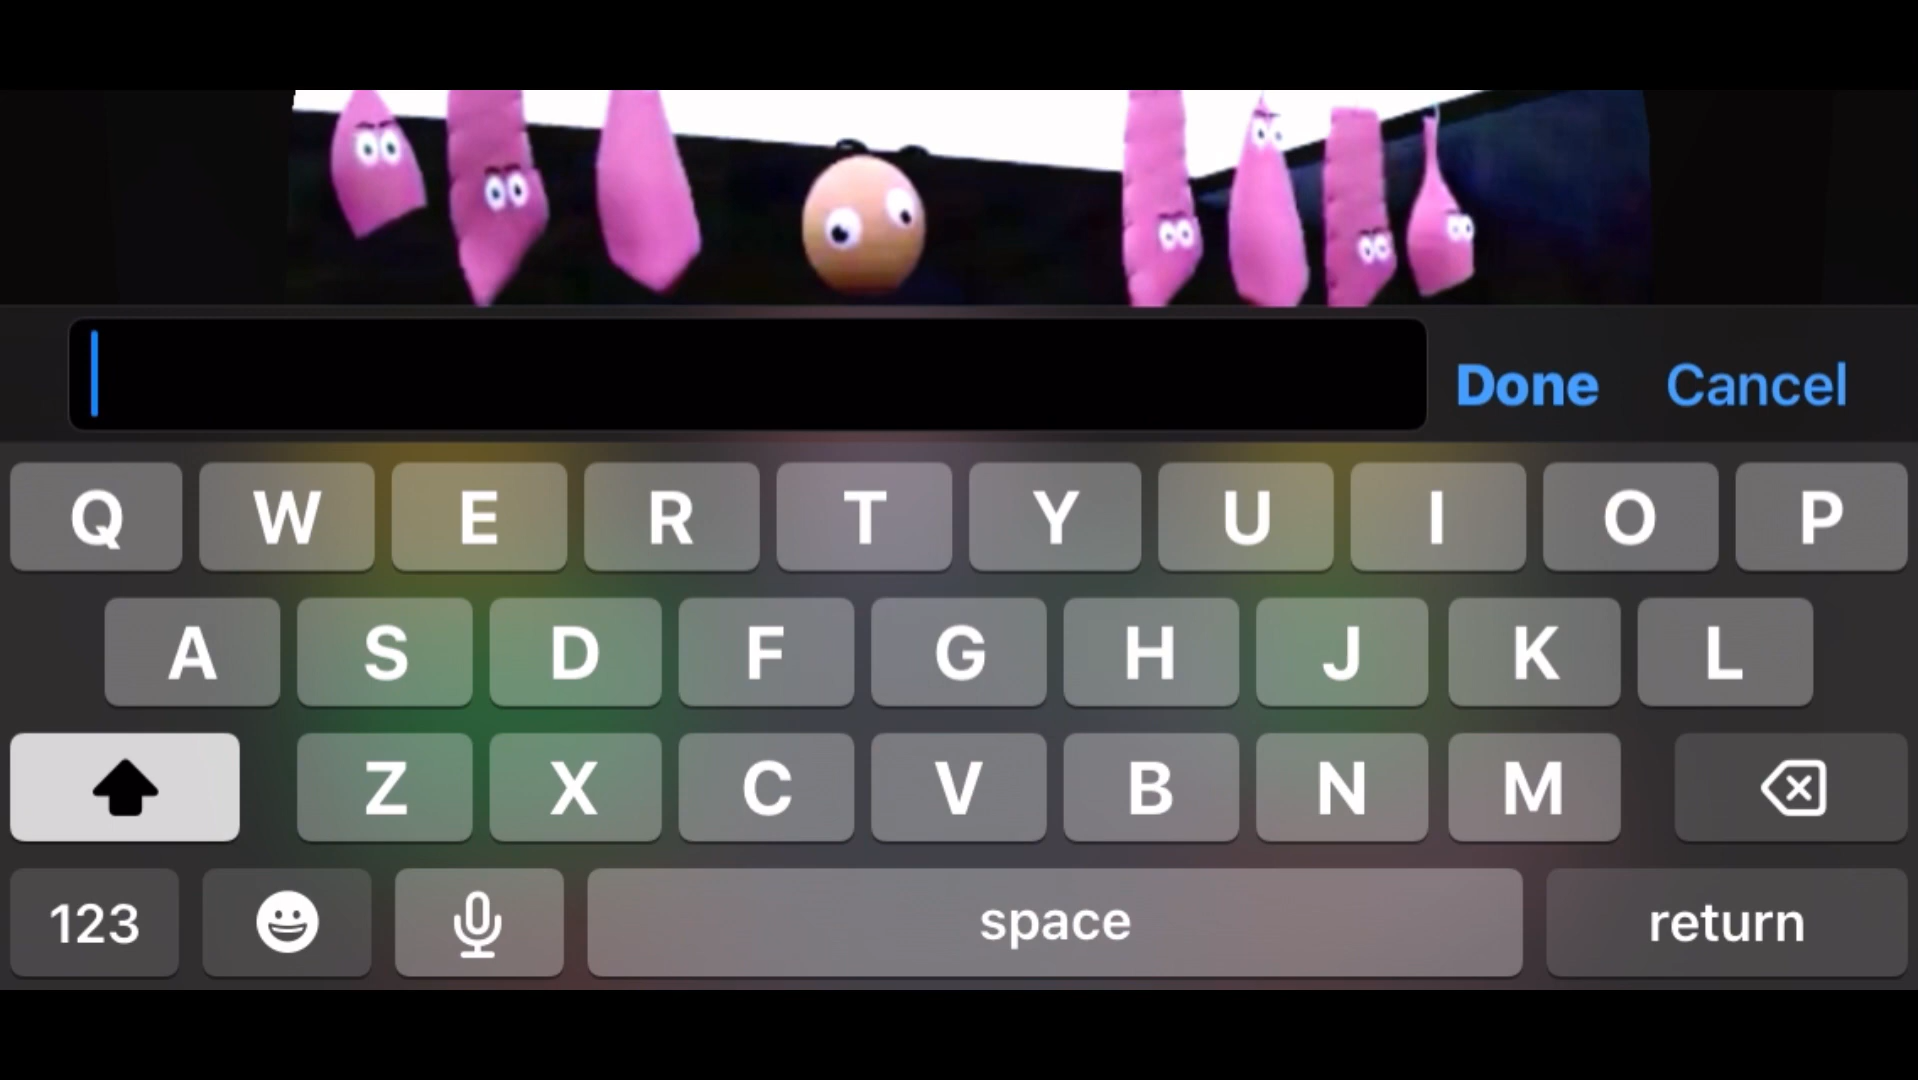 Done Cancel
Q W E R T Y U I O P
A S D F G H J K L
Z X C V B N M
123 space return